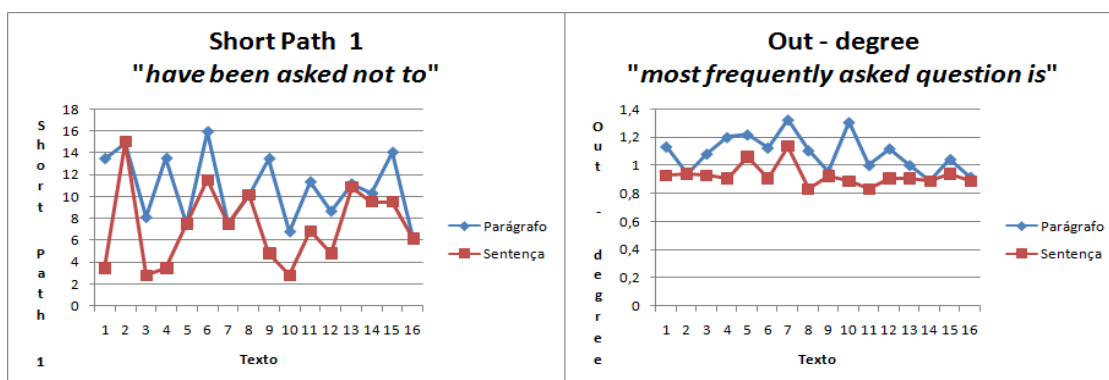 Short Path 1
"have been asked not to"
Short Path 1
18
16
14
12
10
8
6
4
2
0
1 2 3 4 5 6 7 8 9 10 11 12 13 14 15 16
Texto
Parágrafo
Sentença
Out - degree
"most frequently asked question is"
Out - degree
1,4
1,2
1
0,8
0,6
0,4
0,2
0
1 2 3 4 5 6 7 8 9 10 11 12 13 14 15 16
Texto
Parágrafo
Sentença